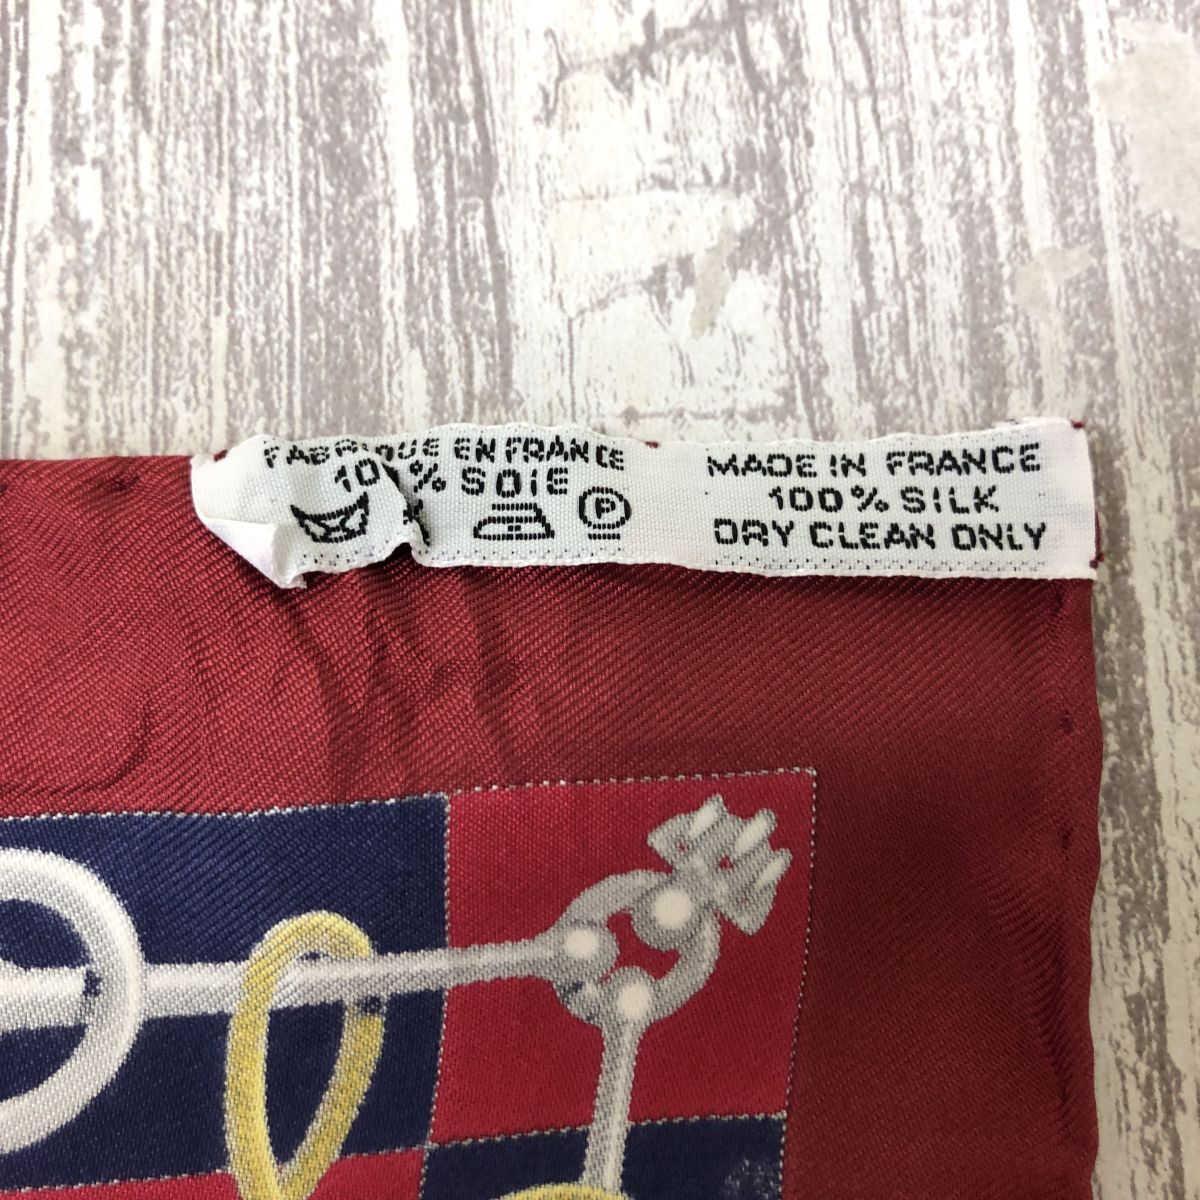 FABRIQUE EN FRANCE
100% SOIE
P
MADE IN FRANCE
100% SILK
DRY CLEAN ONLY